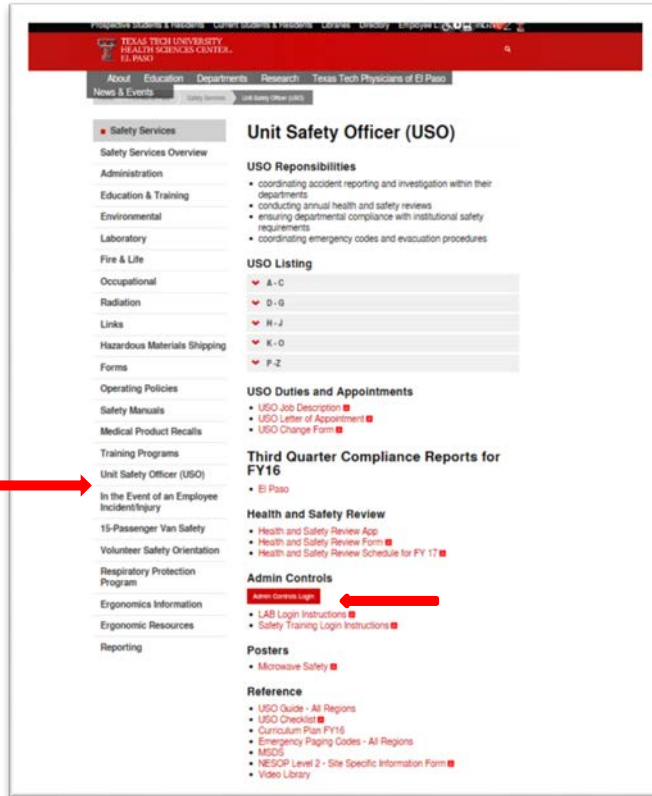 Prospective Students & Residents Current Students & Residents Libraries Directory
TEXAS TECH UNIVERSITY
HEALTH SCIENCES CENTER.
EL PASO
About Education Departments Research Texas Tech Physicians of El Paso
News & Events
Safety Services Unit Safety Officer (USO)
Safety Services
Safety Services Overview
Administration
Education & Training
Environmental
Laboratory
Fire & Life
Occupational
Radiation
Links
Hazardous Materials Shipping
Forms
Operating Policies
Safety Manuals
Medical Product Recalls
Training Programs
Unit Safety Officer (USO)
In the Event of an Employee
Incident/Injury
15-Passenger Van Safety
Volunteer Safety Orientation
Respiratory Protection
Program
Ergonomics Information
Ergonomic Resources
Reporting
Unit Safety Officer (USO)
USO Reponsibilities
• coordinating accident reporting and investigation within their
departments
• conducting annual health and safety reviews
• ensuring departmental compliance with institutional safety
requirements
• coordinating emergency codes and evacuation procedures
USO Listing
A - C
D - G
H - J
K - O
P-Z
USO Duties and Appointments
• USO Job Description
• USO Letter of Appointment
• USO Change Form
Third Quarter Compliance Reports for
FY16
• El Paso
Health and Safety Review
• Health and Safety Review App
• Health and Safety Review Form
• Health and Safety Review Schedule for FY 17
Admin Controls
Admin Controls Login
• LAB Login Instructions
• Safety Training Login Instructions
Posters
• Microwave Safety
Reference
• USO Guide - All Regions
• USO Checklist
• Curriculum Plan FY16
• Emergency Paging Codes - All Regions
• MSDS
• NESOP Level 2 - Site Specific Information Form
• Video Library